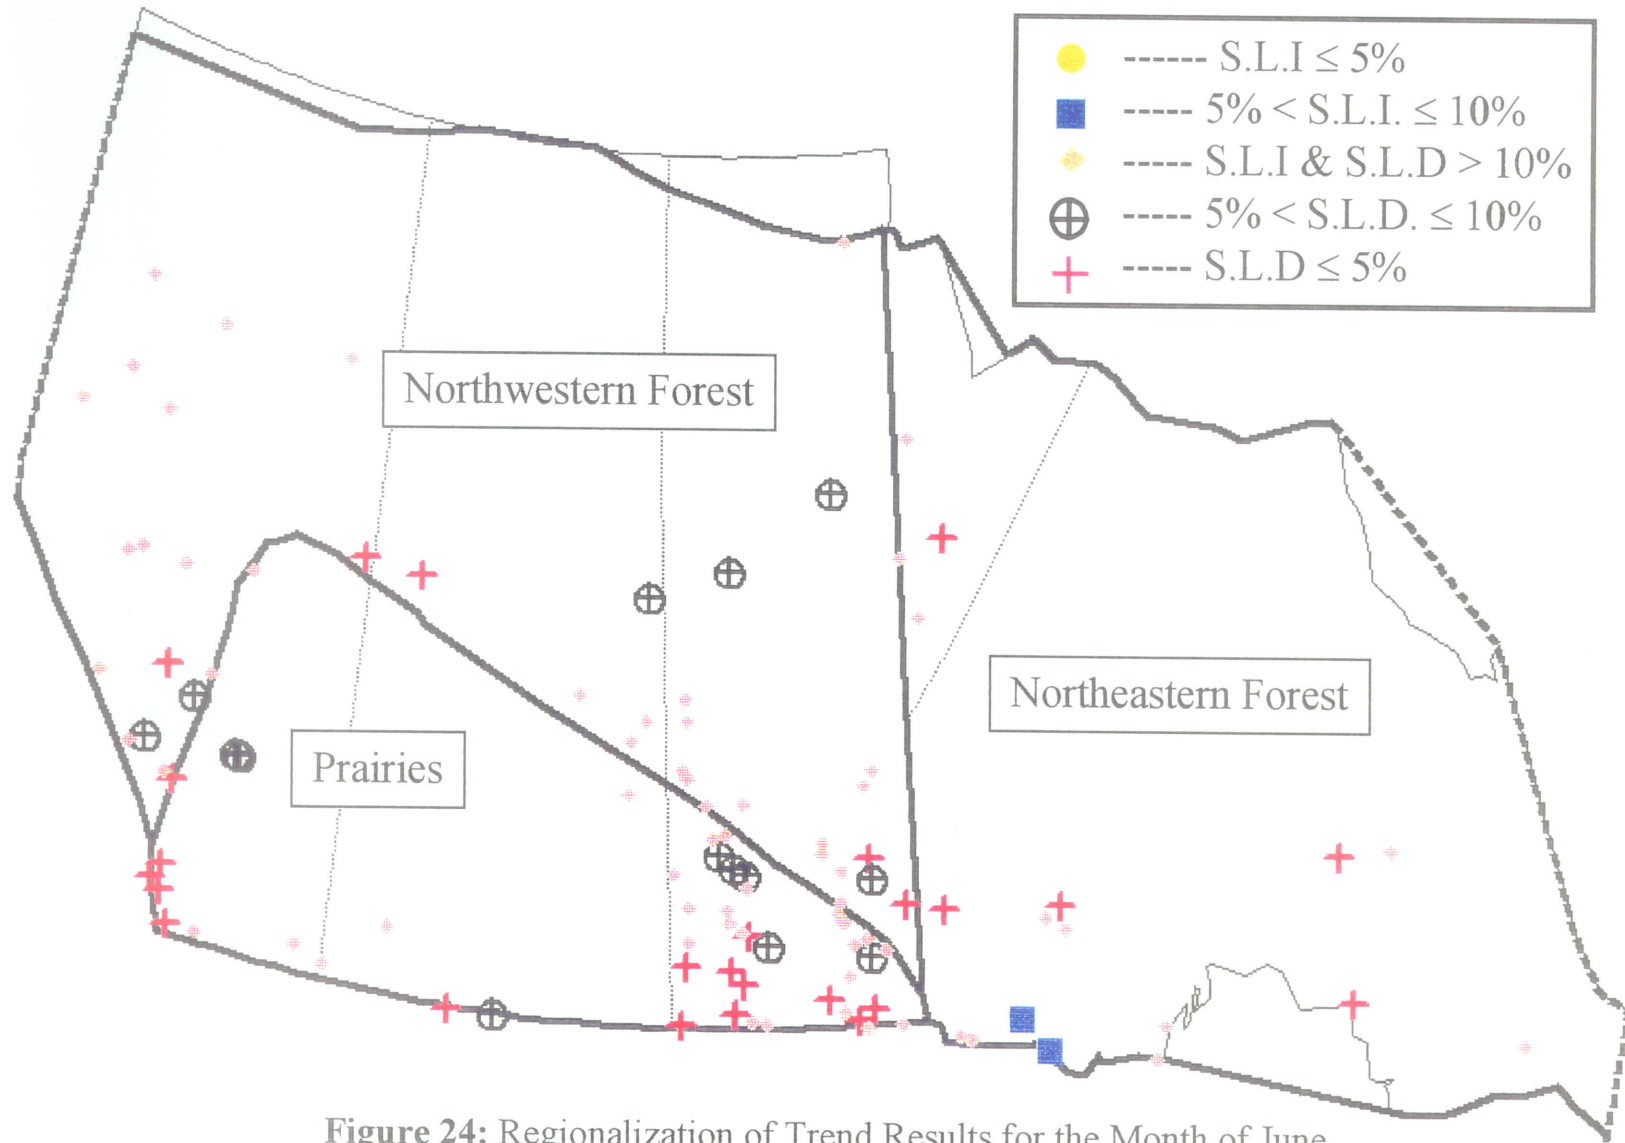 ------ S.L.I ≤ 5%
------ 5% < S.L.I. ≤ 10%
------ S.L.I & S.L.D > 10%
------ 5% < S.L.D. ≤ 10%
------ S.L.D ≤ 5%
Northwestern Forest
Northeastern Forest
Prairies
Figure 24: Regionalization of Trend Results for the Month of June